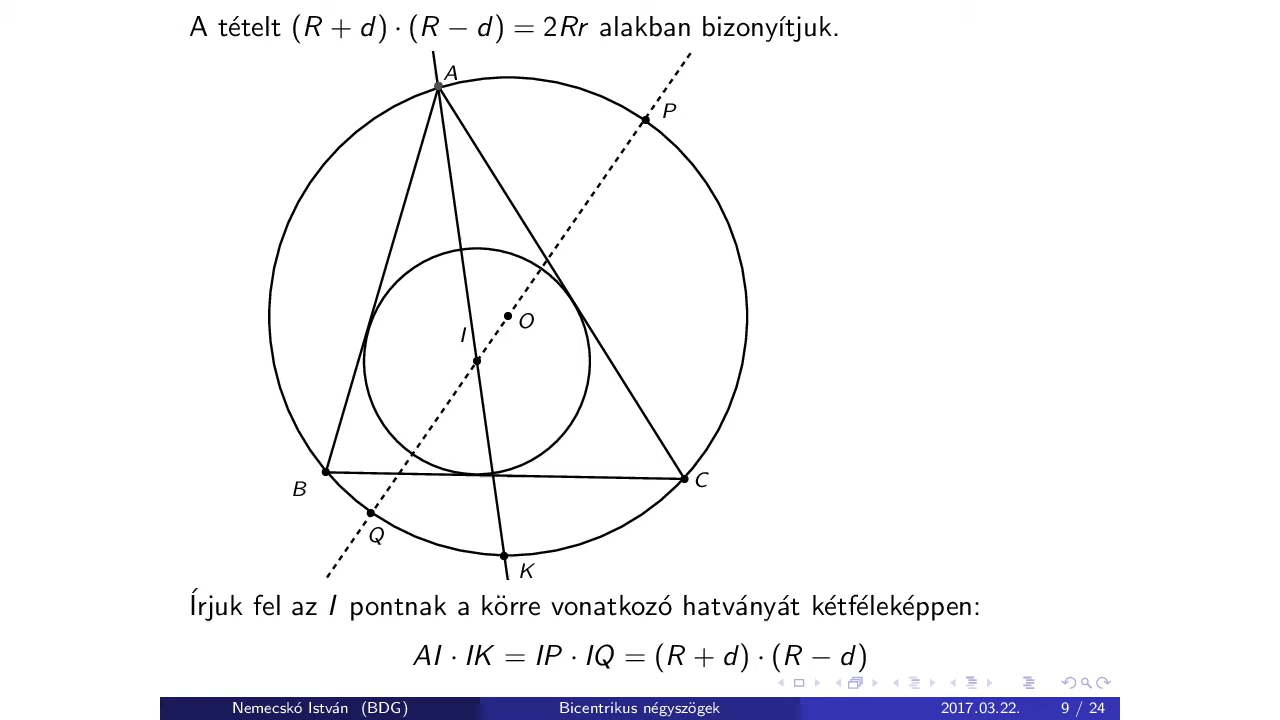 A tételt (R + d) · (R − d) = 2Rr alakban bizonyítjuk.
A
P
I
O
B
C
Q
K
Írjuk fel az I pontnak a körre vonatkozó hatványát kétféleképpen:
AI · IK = IP · IQ = (R + d) · (R − d)
Nemecskó István (BDG) Bicentrikus négyszögek 2017.03.22. 9 / 24